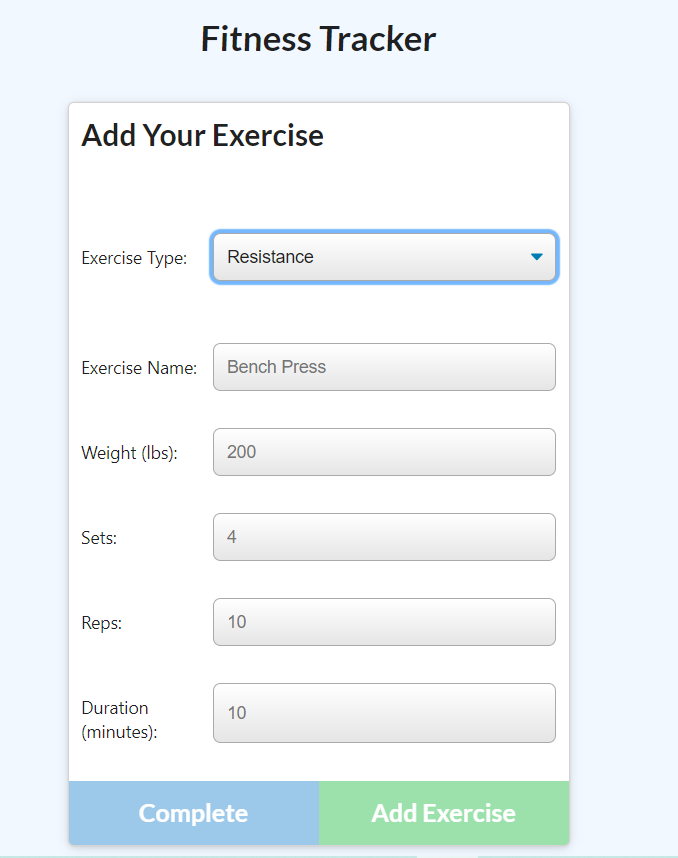 Fitness Tracker
Add Your Exercise
Exercise Type: Resistance
Exercise Name: Bench Press
Weight (lbs): 200
Sets: 4
Reps: 10
Duration
(minutes): 10
Complete Add Exercise